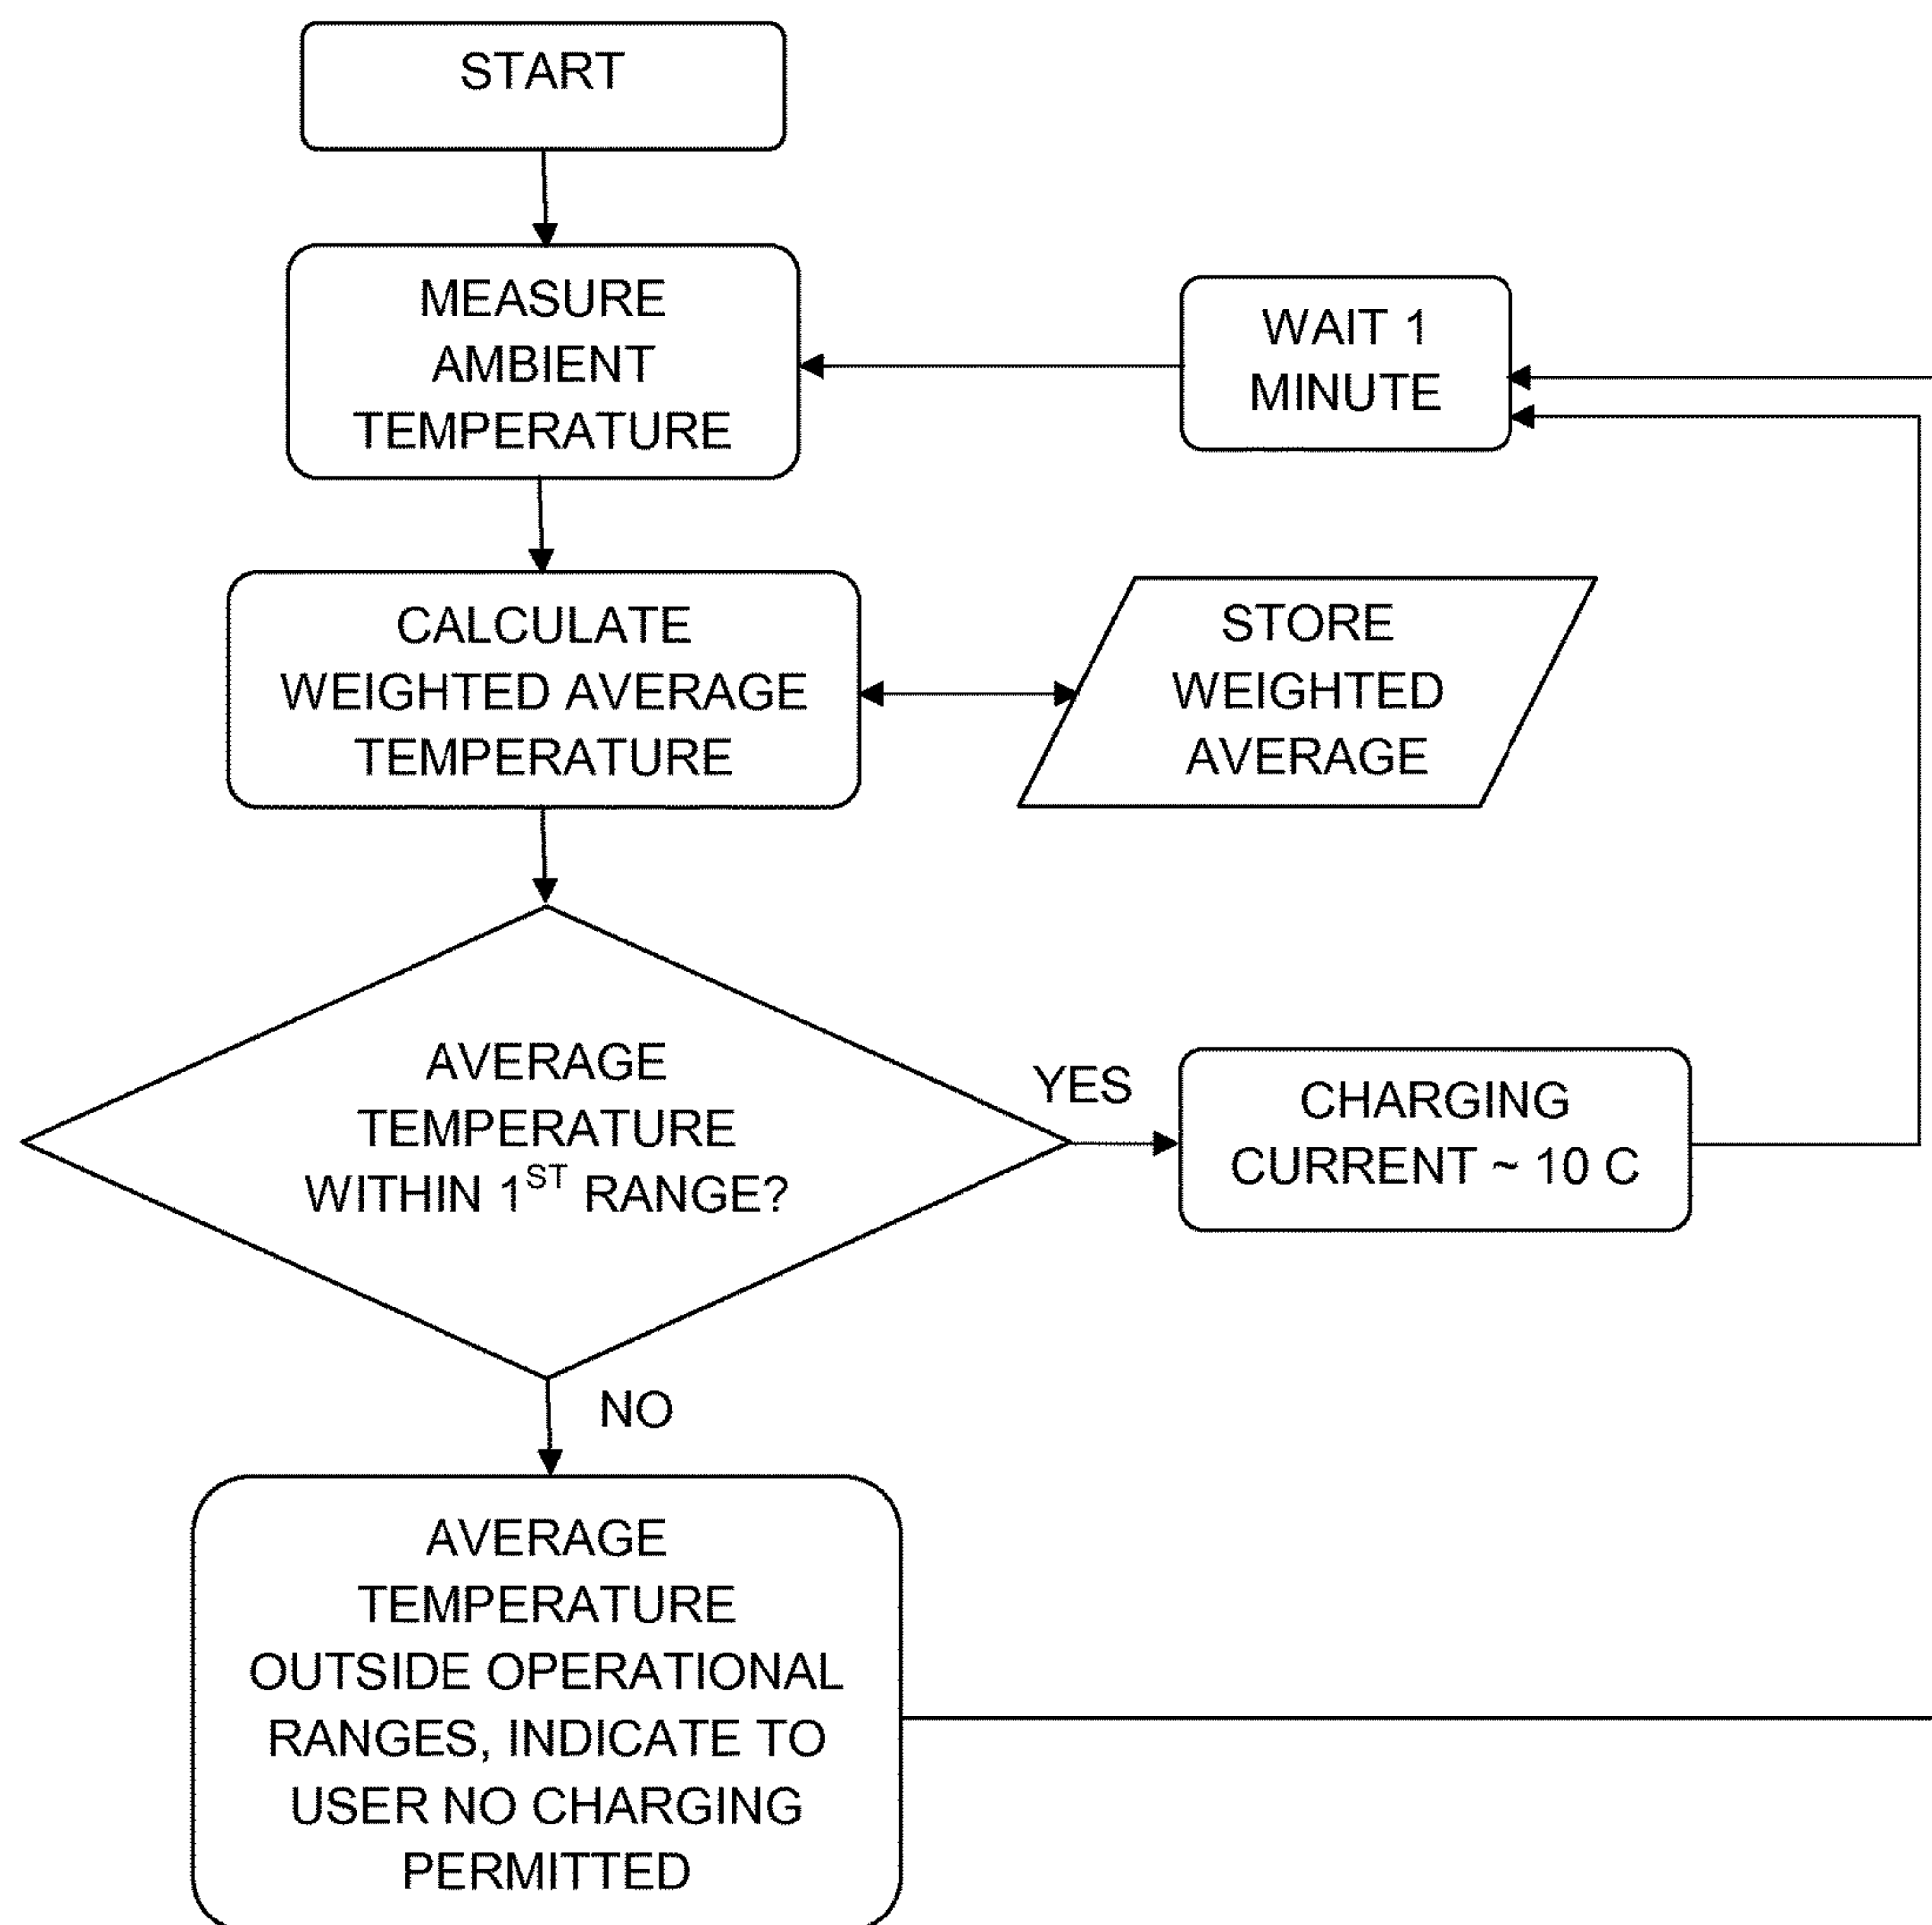 START
MEASURE
AMBIENT
TEMPERATURE
WAIT 1
MINUTE
CALCULATE
WEIGHTED AVERAGE
TEMPERATURE
STORE
WEIGHTED
AVERAGE
AVERAGE
TEMPERATURE
WITHIN 1ST RANGE?
YES
CHARGING
CURRENT ~ 10 C
NO
AVERAGE
TEMPERATURE
OUTSIDE OPERATIONAL
RANGES, INDICATE TO
USER NO CHARGING
PERMITTED